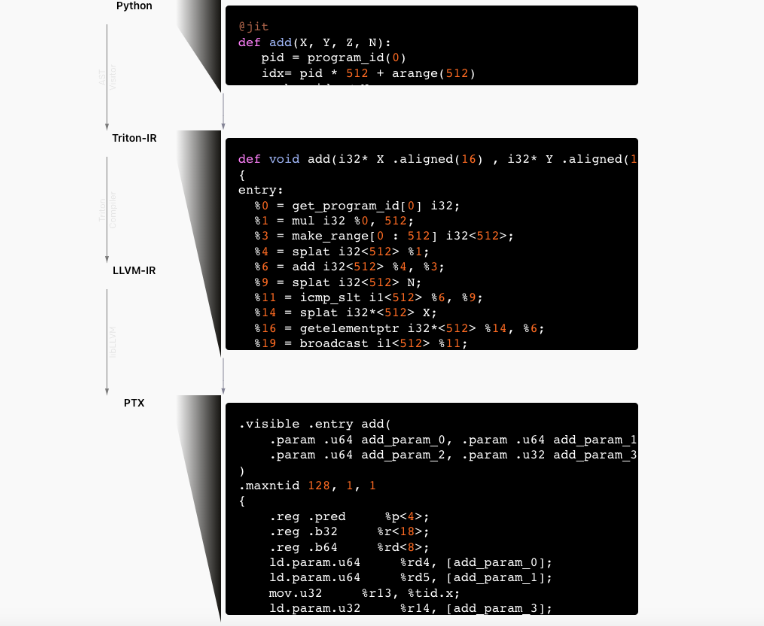 Python
@jit
def add(X, Y, Z, N):
pid = program_id(0)
idx= pid * 512 + arange(512)
AST
visitor
Triton-IR
def void add(i32* X .aligned(16) , i32* Y .aligned(1
{
entry:
%0 = get_program_id[0] i32;
%1 = mul i32 %0, 512;
%3 = make_range[0 : 512] i32<512>;
%4 = splat i32<512> %1;
%6 = add i32<512> %4, %3;
%9 = splat i32<512> N;
%11 = icmp_slt i1<512> %6, %9;
%14 = splat i32*<512> X;
%16 = getelementptr i32*<512> %14, %6;
%19 = broadcast i1<512> %11;
Triton
compiler
LLVM-IR
LibLLVM
PTX
.visible .entry add(
.param .u64 add_param_0, .param .u64 add_param_1
.param .u64 add_param_2, .param .u32 add_param_3
)
.maxntid 128, 1, 1
{
.reg .pred %p<4>;
.reg .b32 %r<18>;
.reg .b64 %rd<8>;
ld.param.u64 %rd4, [add_param_0];
ld.param.u64 %rd5, [add_param_1];
mov.u32 %r13, %tid.x;
ld.param.u32 %r14, [add_param_3];